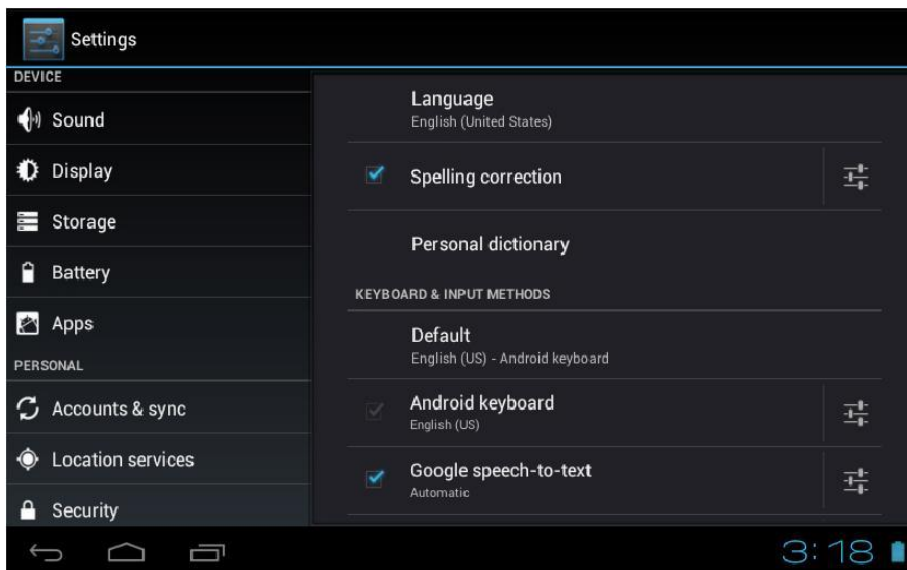 Settings
DEVICE
Sound
Display
Storage
Battery
Apps
PERSONAL
Accounts & sync
Location services
Security
Language
English (United States)
Spelling correction
Personal dictionary
KEYBOARD & INPUT METHODS
Default
English (US) - Android keyboard
Android keyboard
English (US)
Google speech-to-text
Automatic
3:18